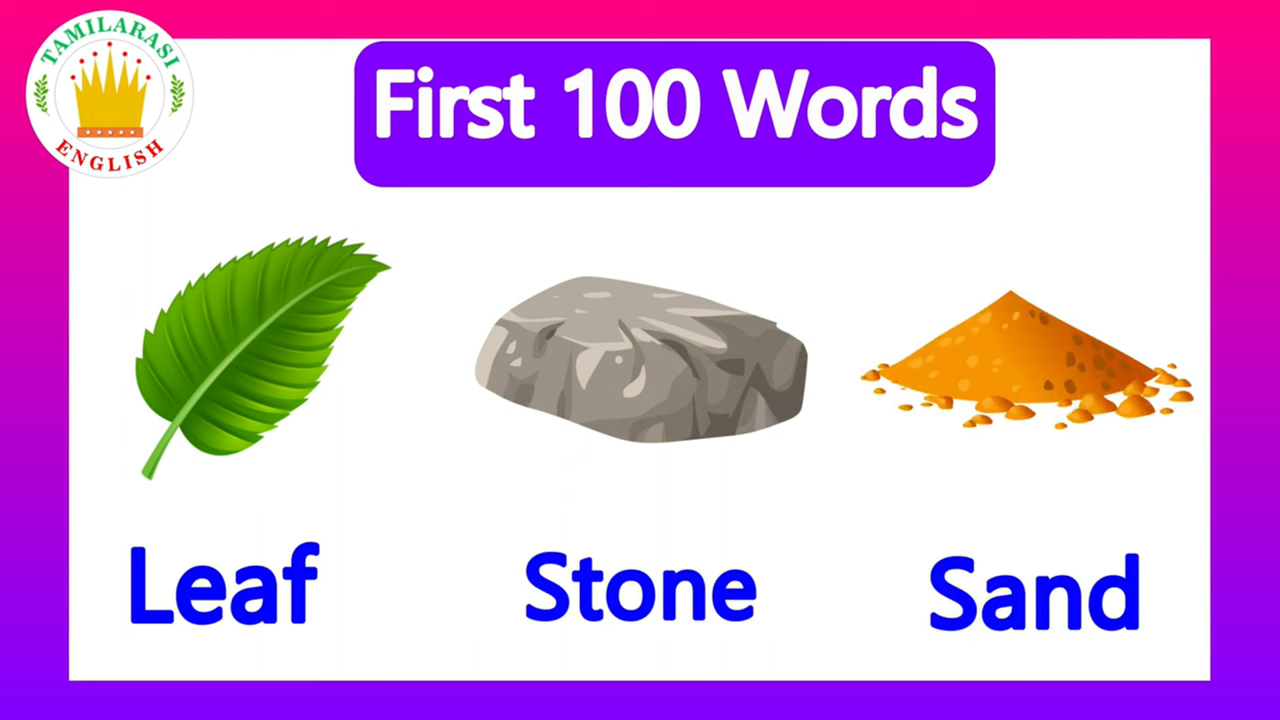 TAMILARASI
ENGLISH
First 100 Words
Leaf
Stone
Sand